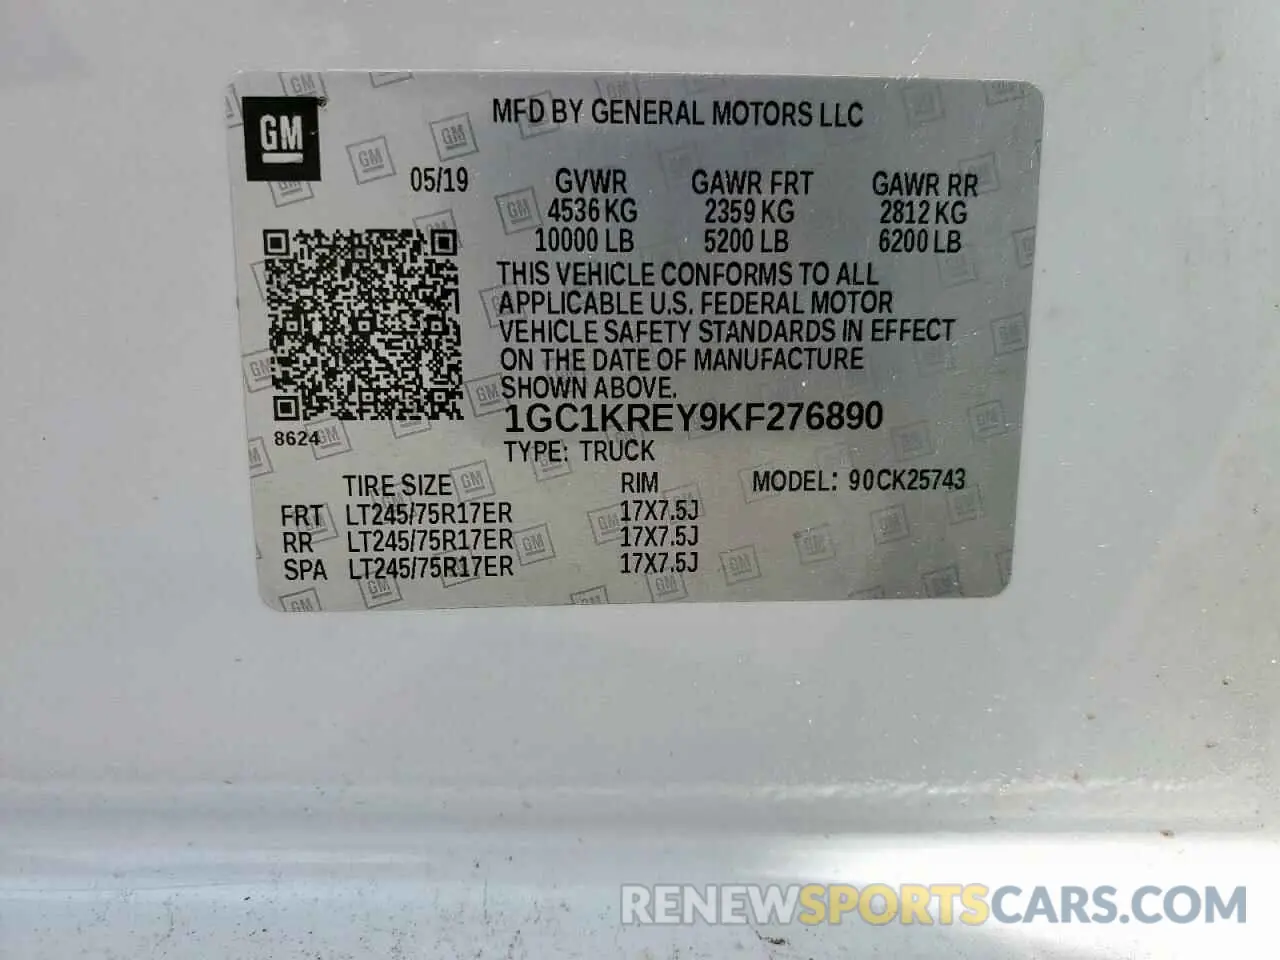 GM
MFD BY GENERAL MOTORS LLC
05/19 GVWR GAWR FRT GAWR RR
4536 KG 2359 KG 2812 KG
10000 LB 5200 LB 6200 LB
THIS VEHICLE CONFORMS TO ALL
APPLICABLE U.S. FEDERAL MOTOR
VEHICLE SAFETY STANDARDS IN EFFECT
ON THE DATE OF MANUFACTURE
SHOWN ABOVE.
8624
1GC1KREY9KF276890
TYPE: TRUCK
TIRE SIZE RIM MODEL: 90CK25743
FRT LT245/75R17ER 17X7.5J
RR LT245/75R17ER 17X7.5J
SPA LT245/75R17ER 17X7.5J
RENEWSPORTSCARS.COM